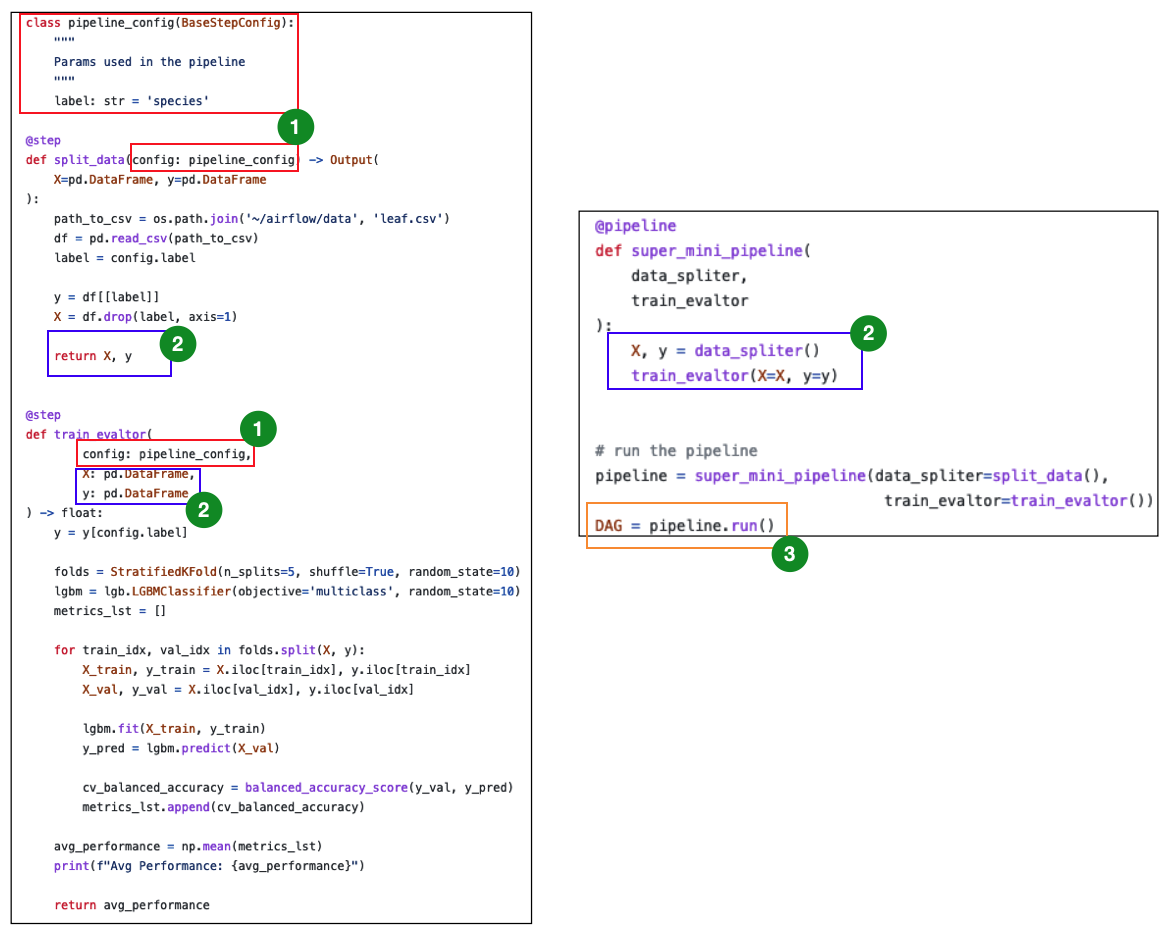 class pipeline_config(BaseStepConfig):
    """
    Params used in the pipeline
    """
    label: str = 'species'
1
@step
def split_data(config: pipeline_config) -> Output(
    X=pd.DataFrame, y=pd.DataFrame
):
    path_to_csv = os.path.join('~/airflow/data', 'leaf.csv')
    df = pd.read_csv(path_to_csv)
    label = config.label
    y = df[[label]]
    X = df.drop(label, axis=1)
2
    return X, y
@step
def train_evaltor(
1
        config: pipeline_config,
        X: pd.DataFrame,
        y: pd.DataFrame
2
) -> float:
    y = y[config.label]
    folds = StratifiedKFold(n_splits=5, shuffle=True, random_state=10)
    lgbm = lgb.LGBMClassifier(objective='multiclass', random_state=10)
    metrics_lst = []
    for train_idx, val_idx in folds.split(X, y):
        X_train, y_train = X.iloc[train_idx], y.iloc[train_idx]
        X_val, y_val = X.iloc[val_idx], y.iloc[val_idx]
        lgbm.fit(X_train, y_train)
        y_pred = lgbm.predict(X_val)
        cv_balanced_accuracy = balanced_accuracy_score(y_val, y_pred)
        metrics_lst.append(cv_balanced_accuracy)
    avg_performance = np.mean(metrics_lst)
    print(f"Avg Performance: {avg_performance}")
    return avg_performance
@pipeline
def super_mini_pipeline(
    data_spliter,
    train_evaltor
):
2
    X, y = data_spliter()
    train_evaltor(X=X, y=y)
# run the pipeline
pipeline = super_mini_pipeline(data_spliter=split_data(),
                               train_evaltor=train_evaltor())
DAG = pipeline.run()
3